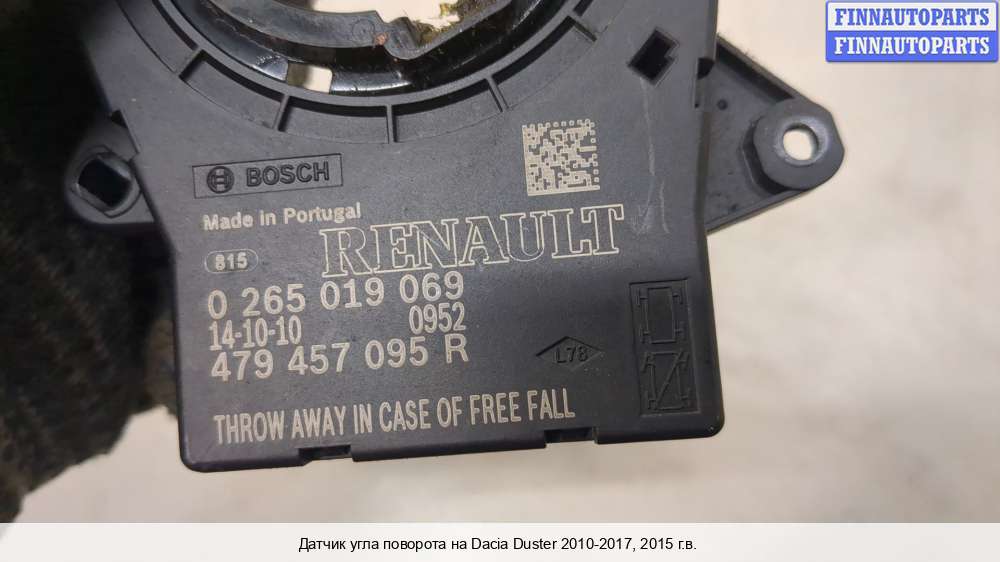 FINNAUTOPARTS
FINNAUTOPARTS
BOSCH
Made in Portugal
815
RENAULT
0 265 019 069
14-10-10 0952
479 457 095 R
L78
THROW AWAY IN CASE OF FREE FALL
Датчик угла поворота на Dacia Duster 2010-2017, 2015 г.в.